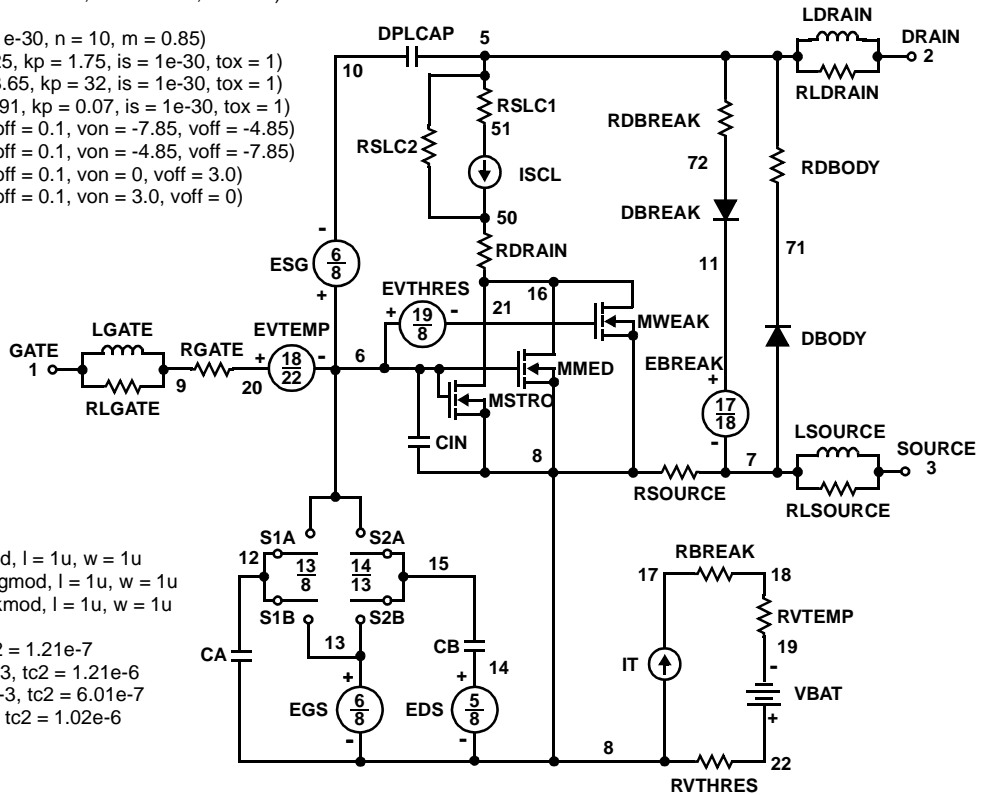 e-30, n = 10, m = 0.85)
25, kp = 1.75, is = 1e-30, tox = 1)
3.65, kp = 32, is = 1e-30, tox = 1)
91, kp = 0.07, is = 1e-30, tox = 1)
off = 0.1, von = -7.85, voff = -4.85)
off = 0.1, von = -4.85, voff = -7.85)
off = 0.1, von = 0, voff = 3.0)
off = 0.1, von = 3.0, voff = 0)
LDRAIN
DPLCAP 5 DRAIN
10 2
RLDRAIN
RSLC1
51
RDBREAK
RSLC2
72
RDBODY
ISCL
DBREAK
50
71
RDRAIN
- ESG 6 8 +
11
EVTHRES
16
+ 19 8 -
21
MWEAK
LGATE
EVTEMP
DBODY
GATE RGATE
1 + 18 22 - 6
EBREAK
MMED
9 20
MSTRO
+ 17 18 -
RLGATE
LSOURCE
CIN
SOURCE
8 7 3
RSOURCE
RLSOURCE
S1A S2A
12 13 8 14 13 15
S1B S2B
13
CA
CB
14
+ EGS 6 8 -
+ EDS 5 8 -
8
RBREAK
17 18
RVTEMP
19
IT
- VBAT +
22
RVTHRES
d, l = 1u, w = 1u
gmod, l = 1u, w = 1u
kmod, l = 1u, w = 1u
2 = 1.21e-7
3, tc2 = 1.21e-6
-3, tc2 = 6.01e-7
tc2 = 1.02e-6